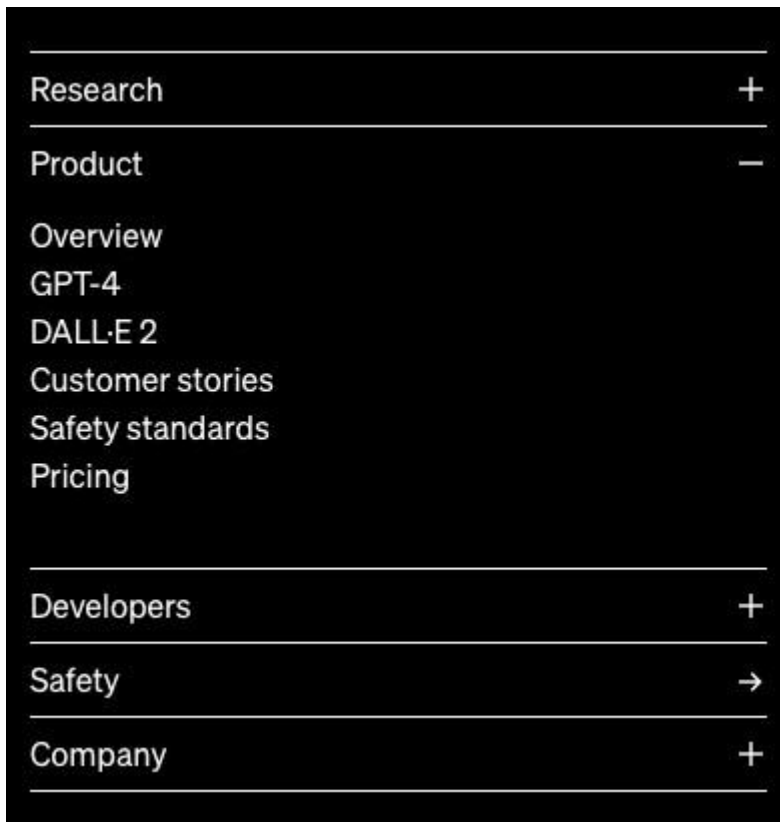 Research +
Product –
Overview
GPT-4
DALL·E 2
Customer stories
Safety standards
Pricing
Developers +
Safety →
Company +